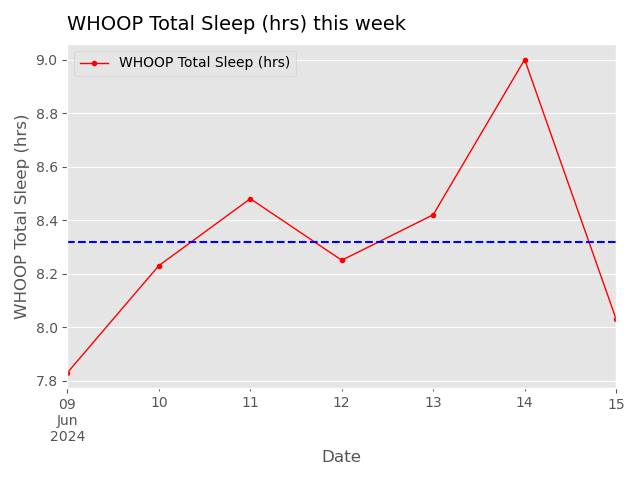 WHOOP Total Sleep (hrs) this week
WHOOP Total Sleep (hrs)
WHOOP Total Sleep (hrs)
9.0
8.8
8.6
8.4
8.2
8.0
7.8
09 10 11 12 13 14 15
Jun
2024
Date